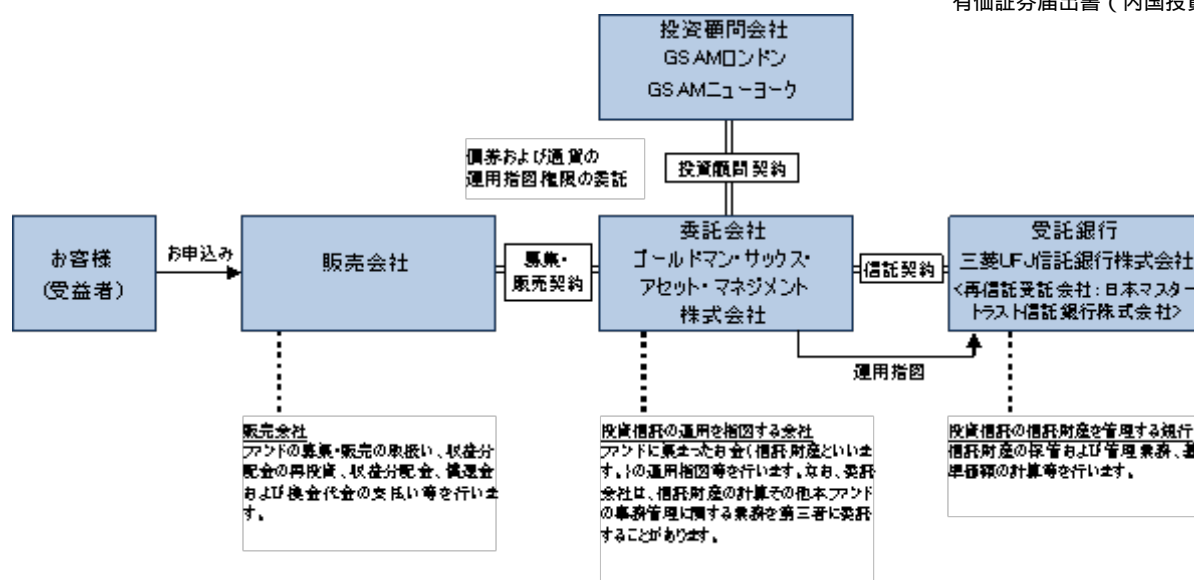 有価証券届出書(内国投資
投資顧問会社
GSAMロンドン
GSAMニューヨーク
債券および通貨の
運用指図権限の委託
投資顧問契約
お客様
(受益者)
お申込み
販売会社
募集・
販売契約
委託会社
ゴールドマン・サックス・
アセット・マネジメント
株式会社
信託契約
受託銀行
三菱UFJ信託銀行株式会社
<再信託受託会社:日本マスター
トラスト信託銀行株式会社>
運用指図
販売会社
ファンドの募集・販売の取扱い、収益分
配金の再投資、収益分配金、償還金
および換金代金の支払い等を行いま
す。
投資信託の運用を指図する会社
ファンドに集まったお金(信託財産といいま
す。)の運用指図等を行います。なお、委託
会社は、信託財産の計算その他本ファンド
の事務管理に関する業務を第三者に委託
することがあります。
投資信託の信託財産を管理する銀行
信託財産の保管および管理業務、基
準価額の計算等を行います。